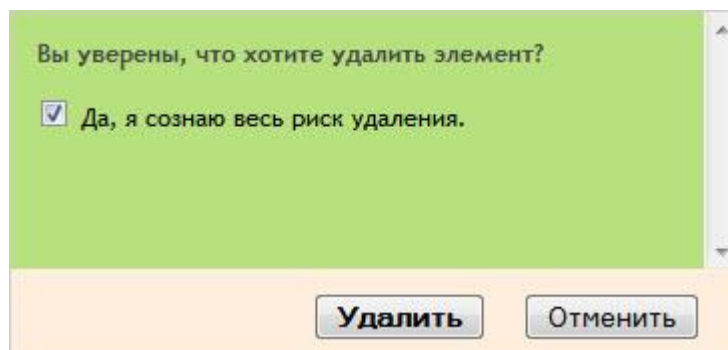 Вы уверены, что хотите удалить элемент?
Да, я сознаю весь риск удаления.
Удалить Отменить